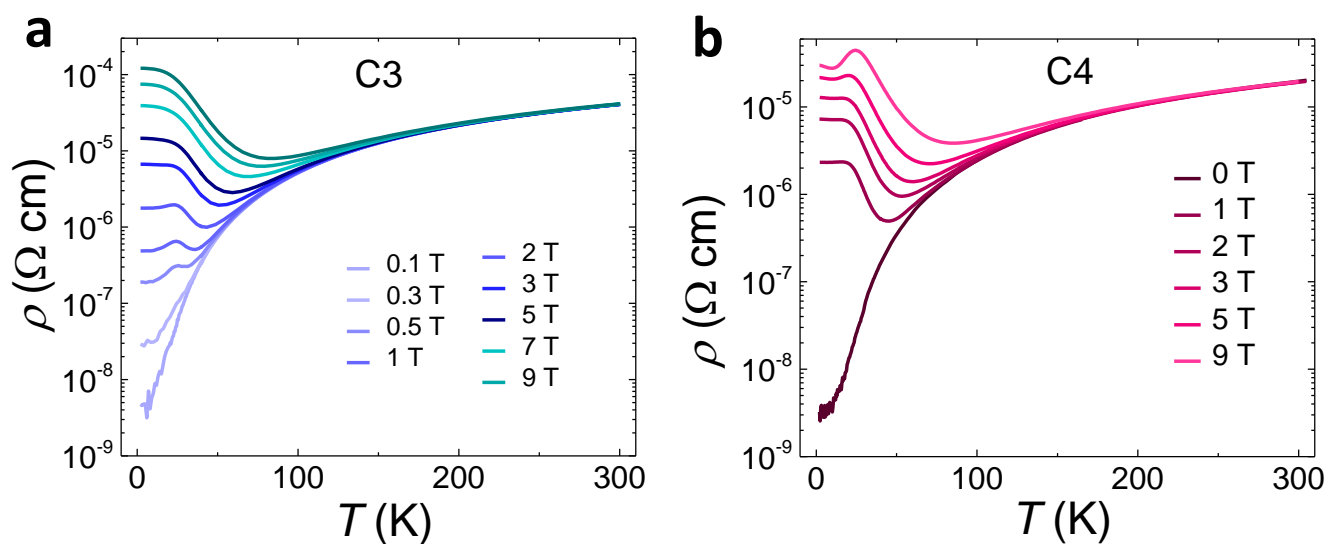 a
C3
10⁻⁴
10⁻⁵
10⁻⁶
10⁻⁷
10⁻⁸
10⁻⁹
ρ (Ω cm)
0.1 T
0.3 T
0.5 T
1 T
2 T
3 T
5 T
7 T
9 T
0 100 200 300
T (K)
b
C4
10⁻⁵
10⁻⁶
10⁻⁷
10⁻⁸
10⁻⁹
ρ (Ω cm)
0 T
1 T
2 T
3 T
5 T
9 T
0 100 200 300
T (K)